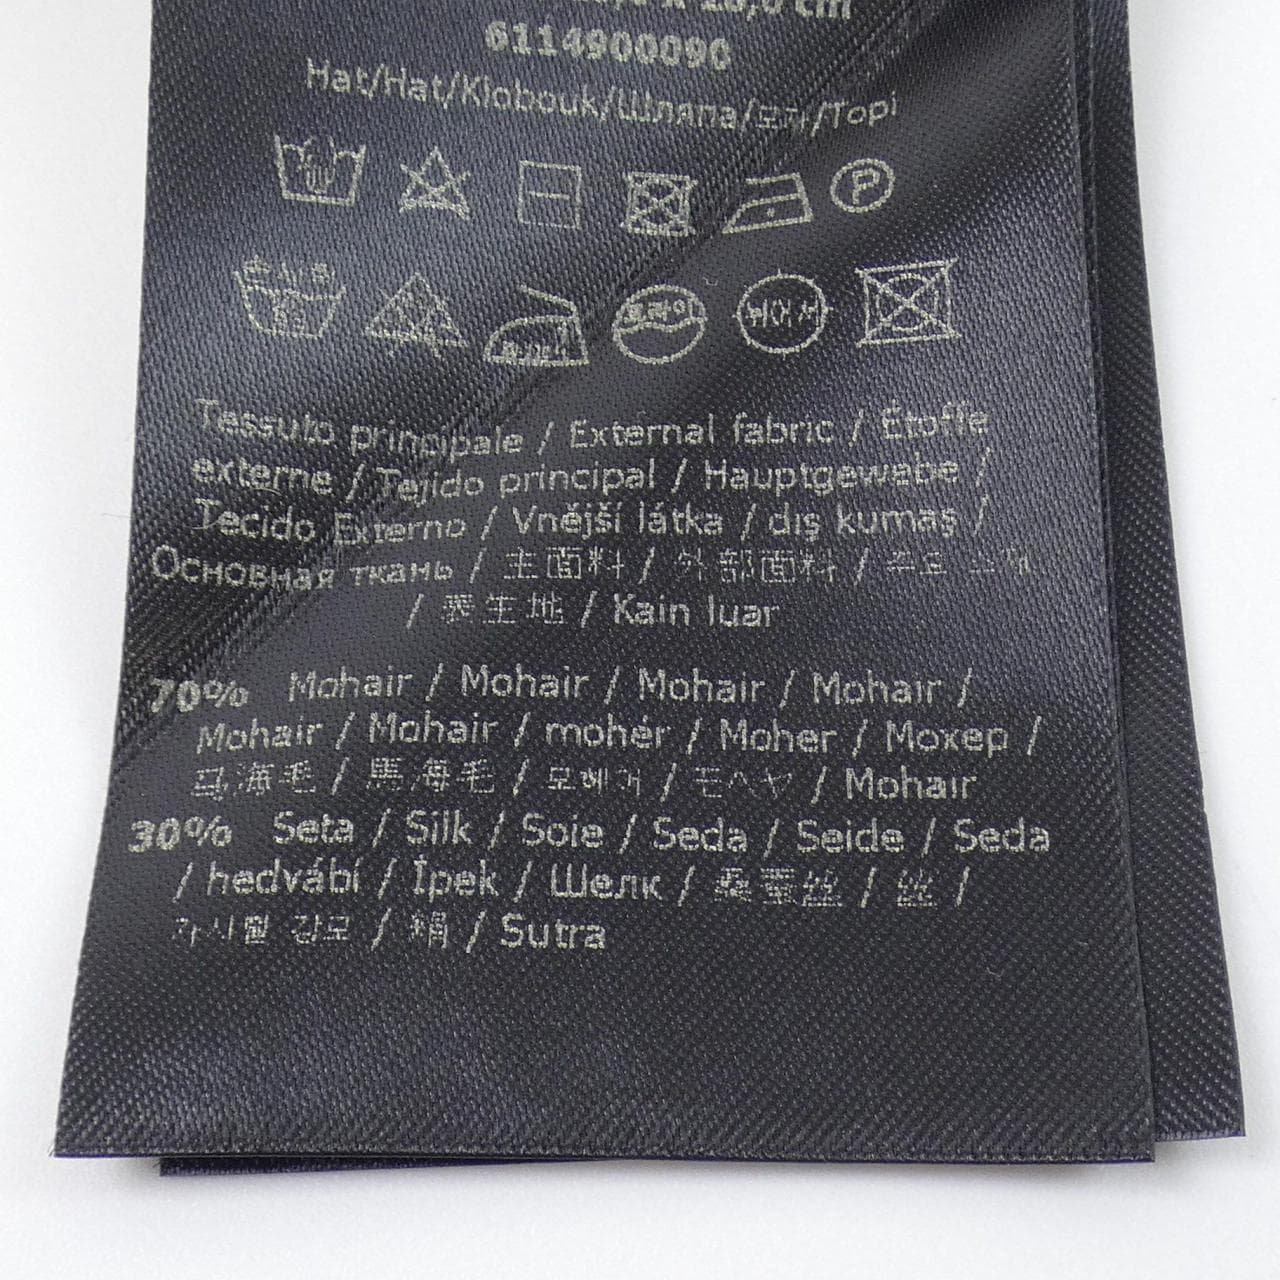 6114900090
Hat/Hat/Klobouk/Шляпа/모자/Topi
P
Tessuto principale / External fabric / Étoffe
externe / Tejido principal / Hauptgewebe /
Tecido Externo / Vnější látka / dış kumaş /
Основная ткань / 主面料 / 外部面料 /
/ 表生地 / Kain luar
70% Mohair / Mohair / Mohair / Mohair /
Mohair / Mohair / mohér / Moher / Мохер /
马海毛 / 馬海毛 / 모헤어 / モヘヤ / Mohair
30% Seta / Silk / Soie / Seda / Seide / Seda
/ hedvábí / İpek / Шелк / 桑蚕丝 / 丝 /
/ 絹 / Sutra